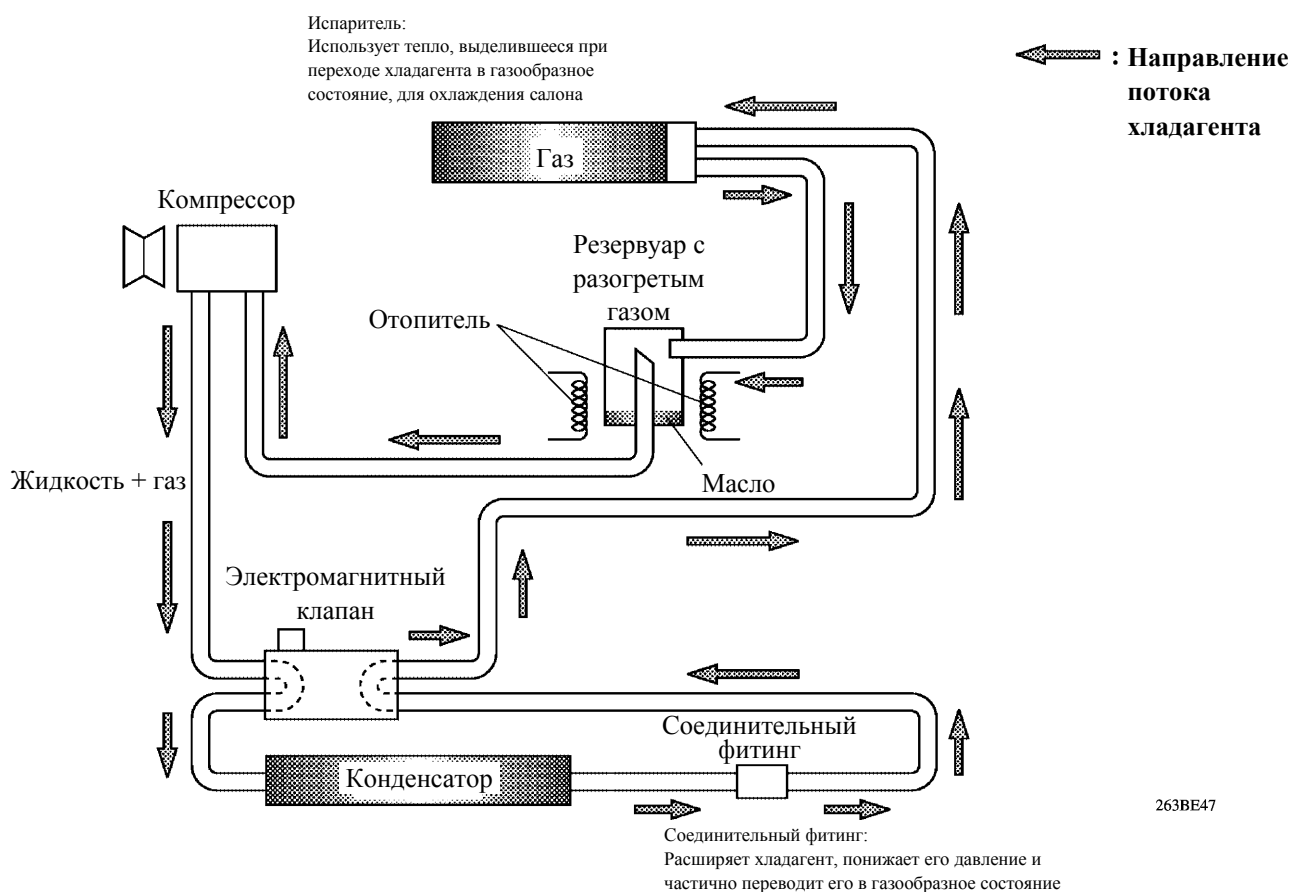 Испаритель:
Использует тепло, выделившееся при
переходе хладагента в газообразное
состояние, для охлаждения салона
: Направление
потока
хладагента
Газ
Компрессор
Резервуар с
разогретым
газом
Отопитель
Жидкость + газ
Масло
Электромагнитный
клапан
Соединительный
фитинг
Конденсатор
263BE47
Соединительный фитинг:
Расширяет хладагент, понижает его давление и
частично переводит его в газообразное состояние